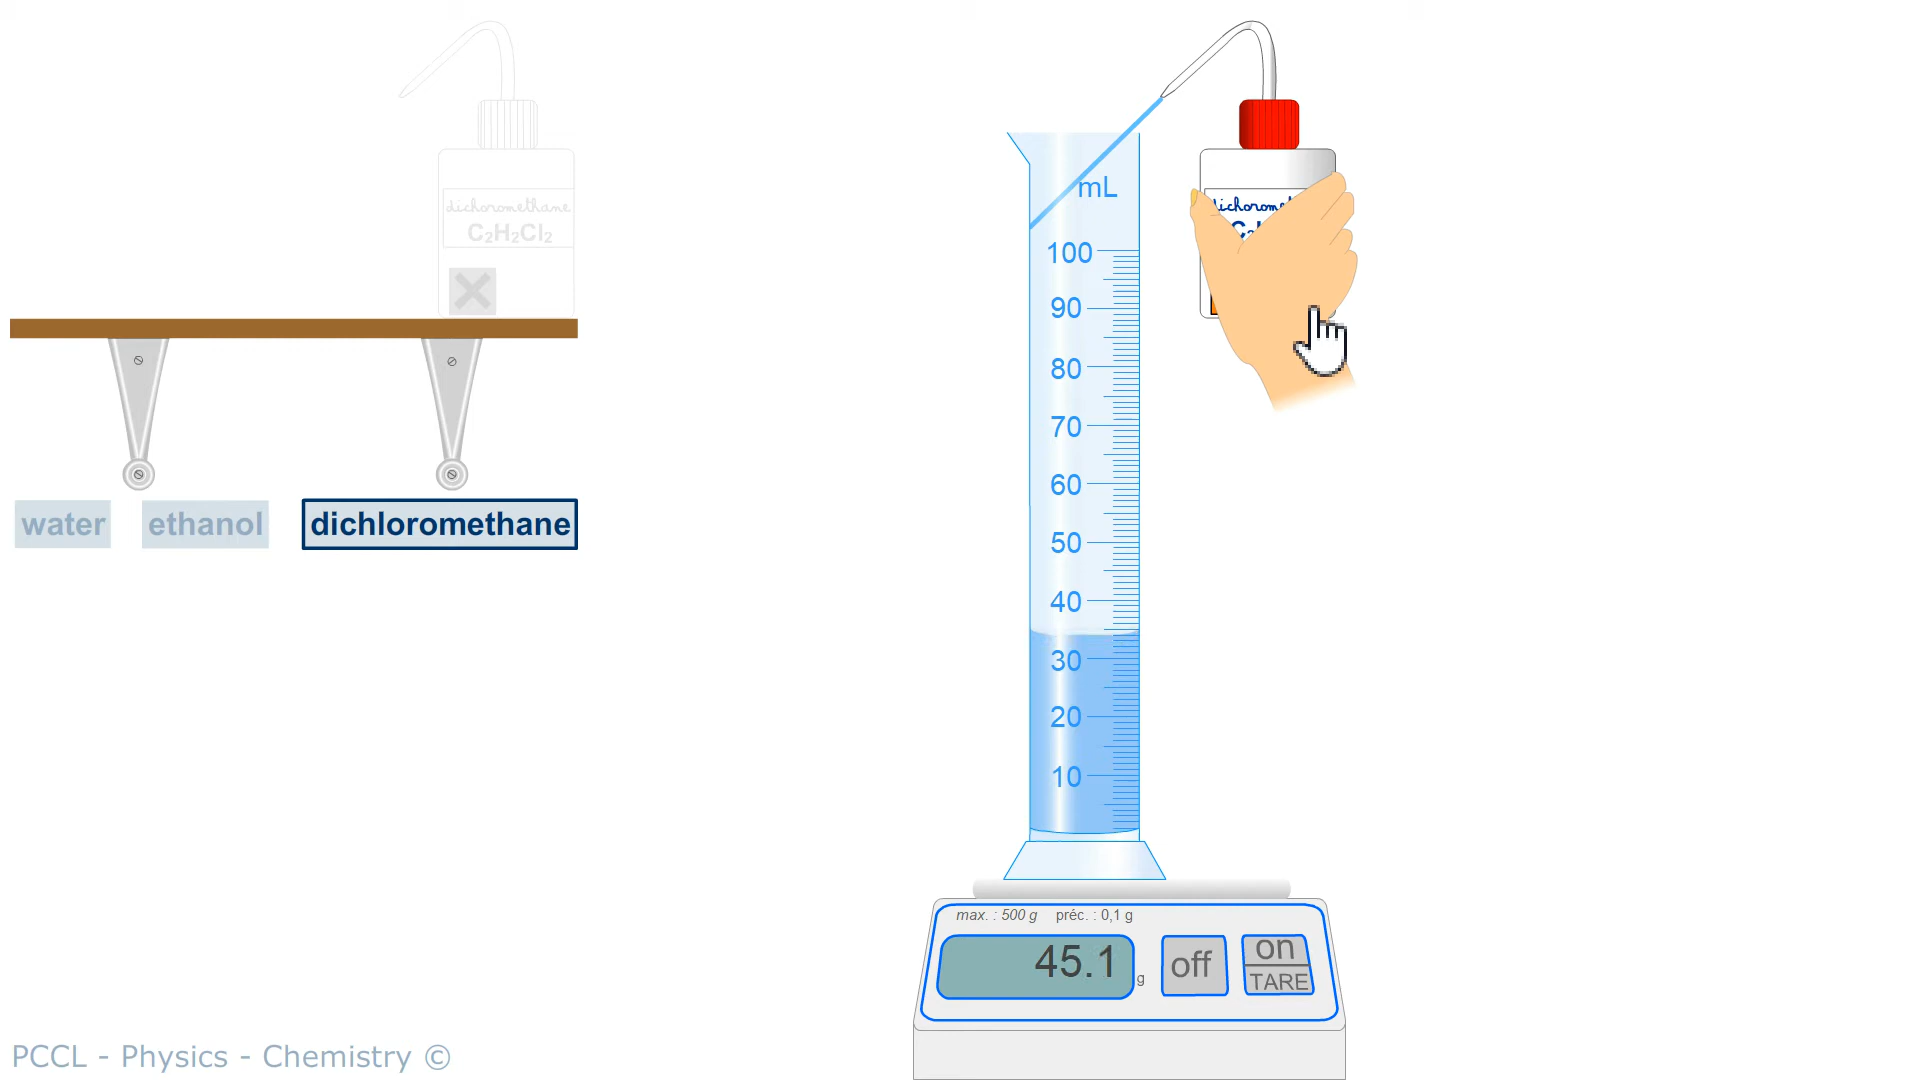 dichoromethane
C₂H₂Cl₂
water
ethanol
dichloromethane
mL
100
90
80
70
60
50
40
30
20
10
max. : 500 g
préc. : 0,1 g
45.1
g
off
on
TARE
PCCL - Physics - Chemistry ©